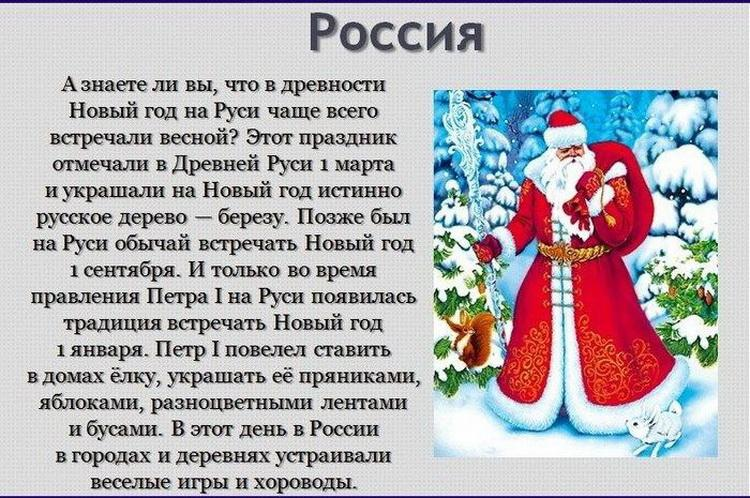 Россия
А знаете ли вы, что в древности
Новый год на Руси чаще всего
встречали весной? Этот праздник
отмечали в Древней Руси 1 марта
и украшали на Новый год истинно
русское дерево — березу. Позже был
на Руси обычай встречать Новый год
1 сентября. И только во время
правления Петра I на Руси появилась
традиция встречать Новый год
1 января. Петр I повелел ставить
в домах ёлку, украшать её пряниками,
яблоками, разноцветными лентами
и бусами. В этот день в России
в городах и деревнях устраивали
веселые игры и хороводы.